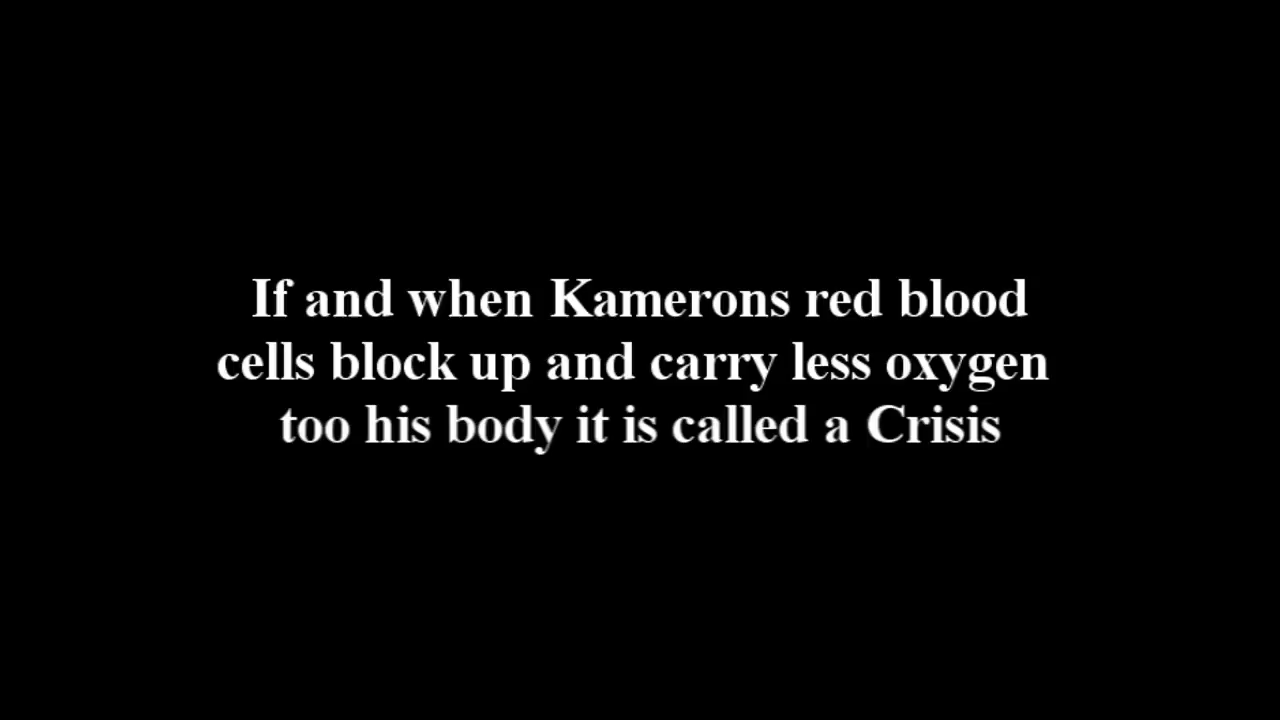 If and when Kamerons red blood
cells block up and carry less oxygen
too his body it is called a Crisis